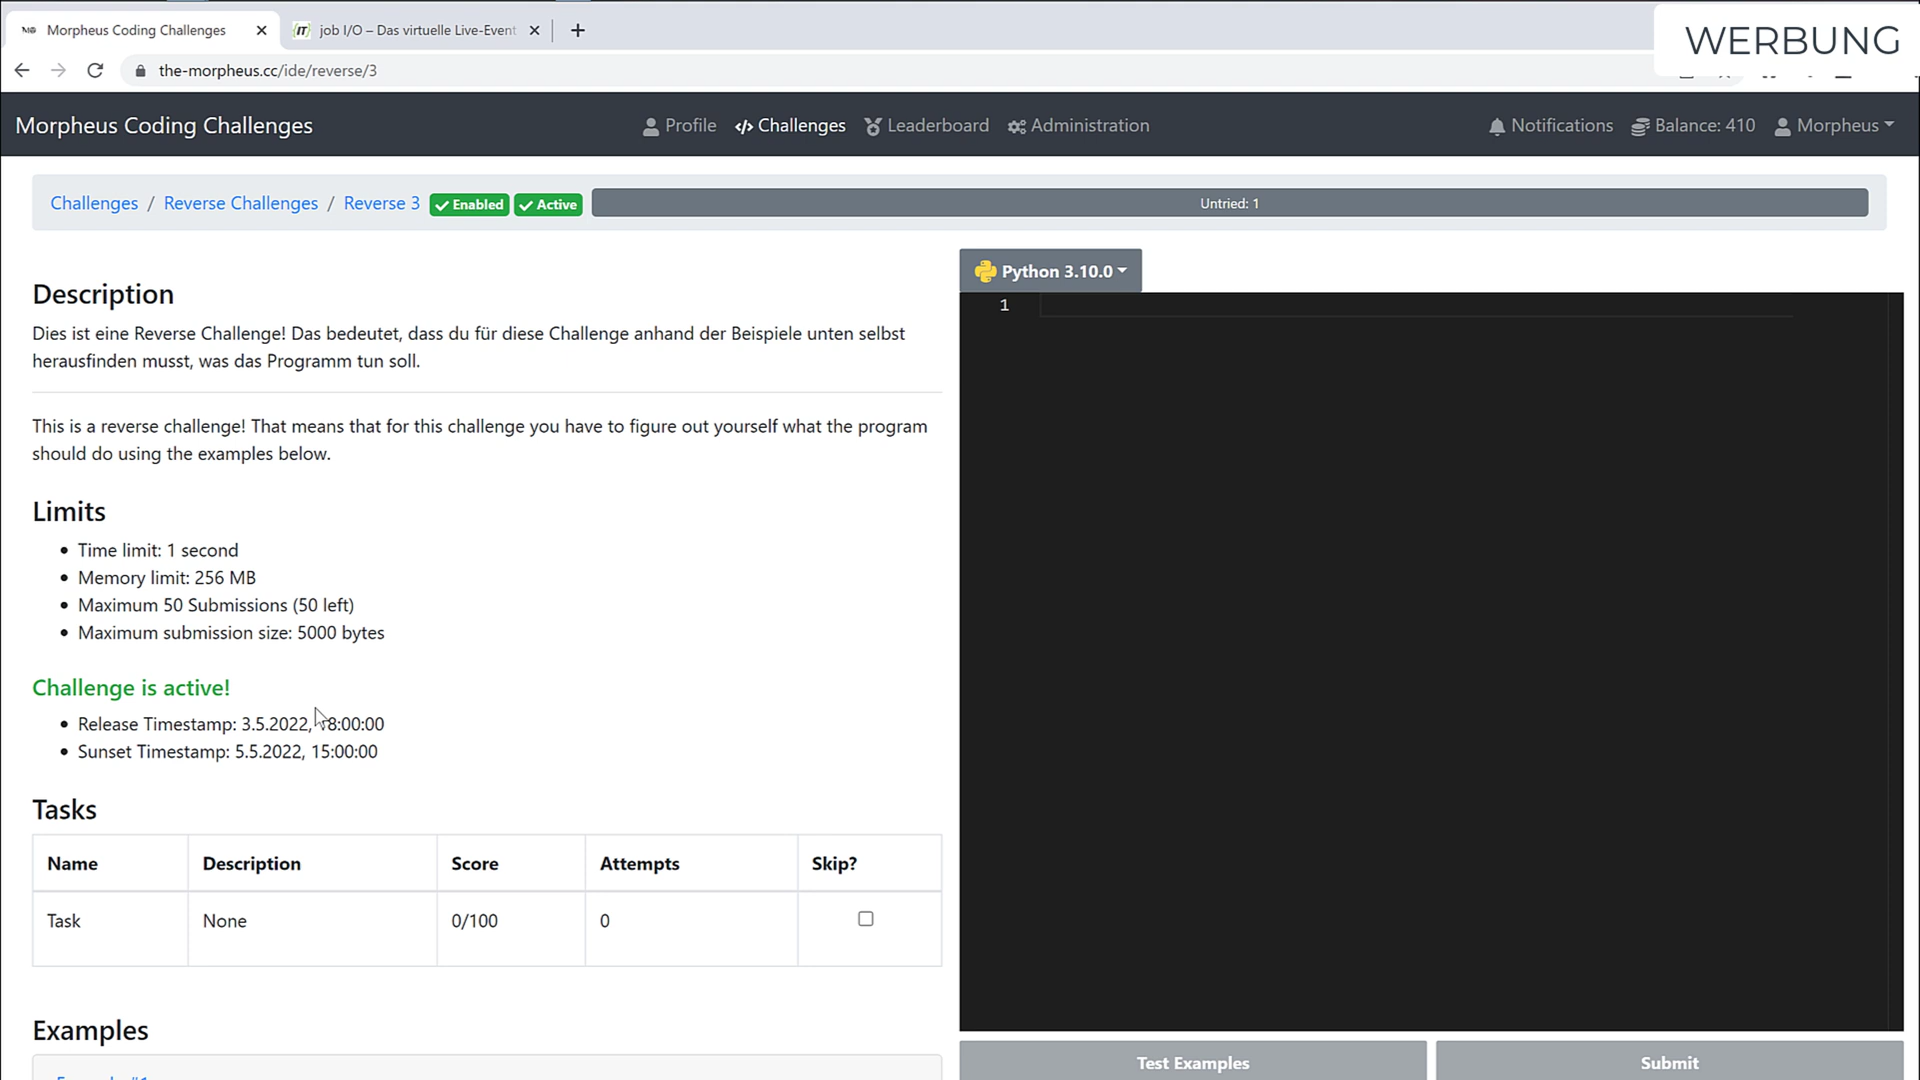 Morpheus Coding Challenges
job I/O – Das virtuelle Live-Event
WERBUNG
the-morpheus.cc/ide/reverse/3
Morpheus Coding Challenges
Profile
Challenges
Leaderboard
Administration
Notifications
Balance: 410
Morpheus
Challenges / Reverse Challenges / Reverse 3
Enabled
Active
Untried: 1
Description
Dies ist eine Reverse Challenge! Das bedeutet, dass du für diese Challenge anhand der Beispiele unten selbst
herausfinden musst, was das Programm tun soll.
This is a reverse challenge! That means that for this challenge you have to figure out yourself what the program
should do using the examples below.
Limits
Time limit: 1 second
Memory limit: 256 MB
Maximum 50 Submissions (50 left)
Maximum submission size: 5000 bytes
Challenge is active!
Release Timestamp: 3.5.2022,
Sunset Timestamp: 5.5.2022, 15:00:00
Tasks
Name Description Score Attempts Skip?
Task None 0/100 0
Examples
Python 3.10.0
1
Test Examples
Submit